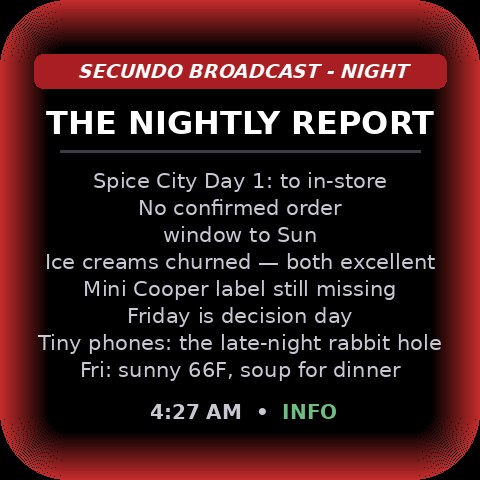 SECUNDO BROADCAST - NIGHT
THE NIGHTLY REPORT
Spice City Day 1: to in-store
No confirmed order
window to Sun
Ice creams churned — both excellent
Mini Cooper label still missing
Friday is decision day
Tiny phones: the late-night rabbit hole
Fri: sunny 66F, soup for dinner
4:27 AM • INFO